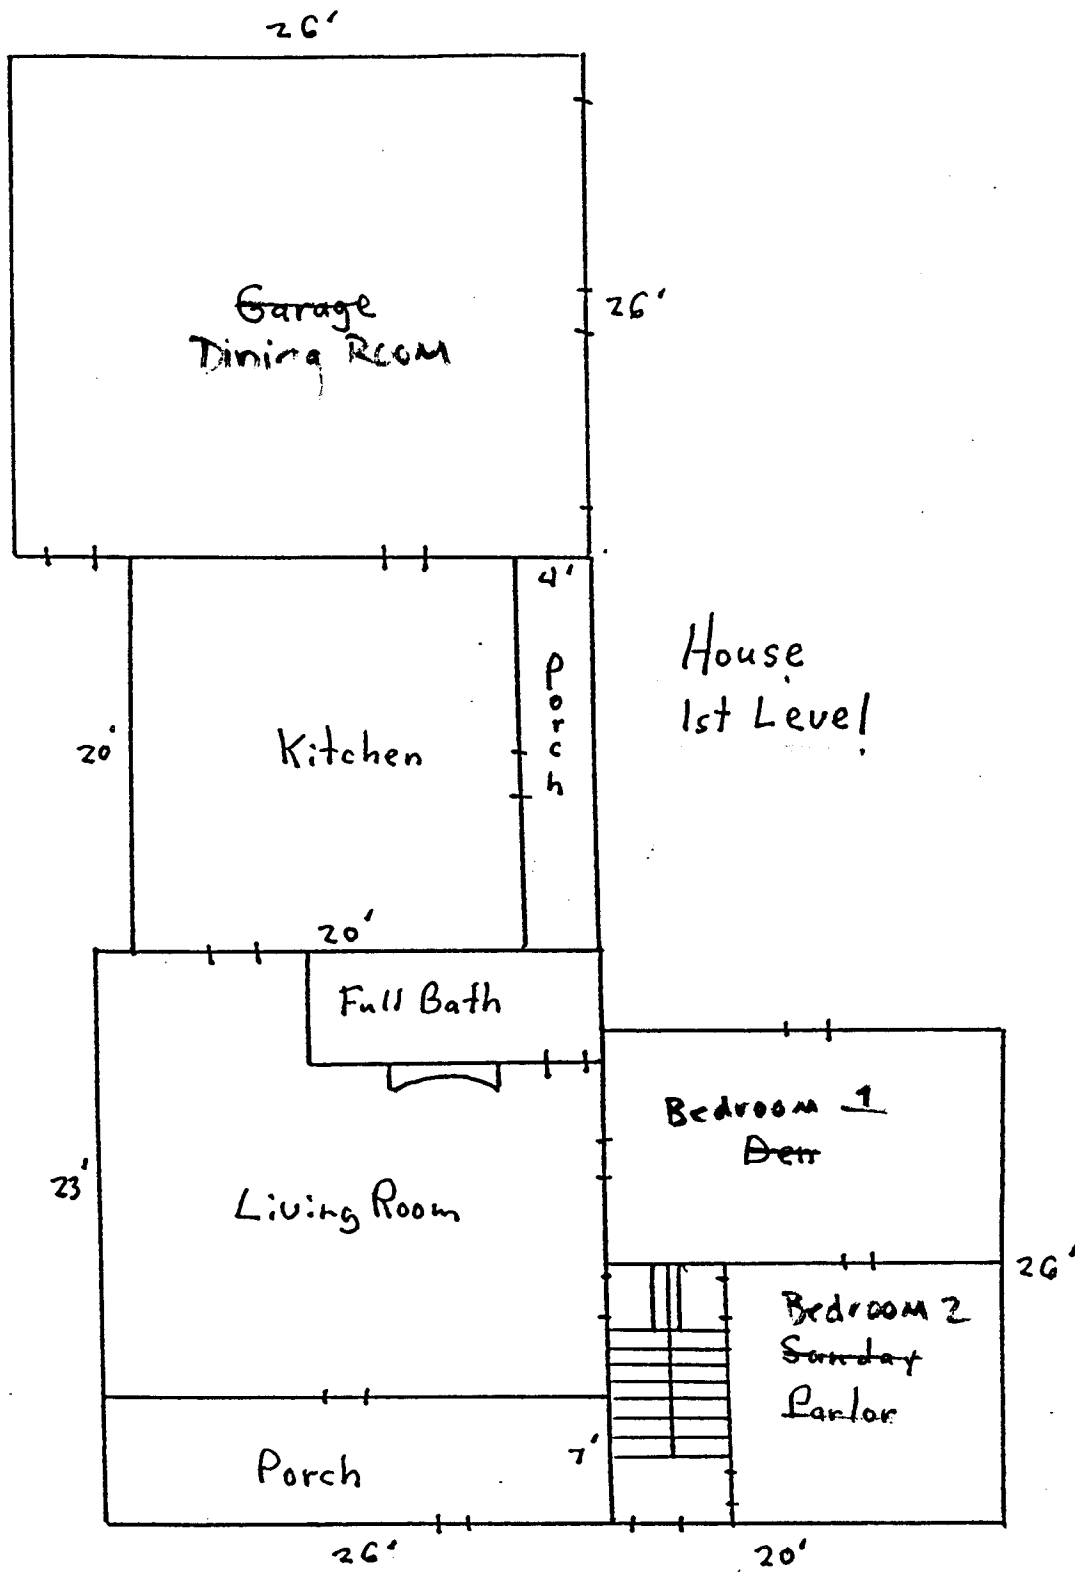 26'
Garage
Dining Room
26'
4'
Porch
House
1st Level
20'
Kitchen
20'
Full Bath
Bedroom 1
Den
23'
Living Room
26'
Bedroom 2
Sunday
Parlor
7'
Porch
26'
20'